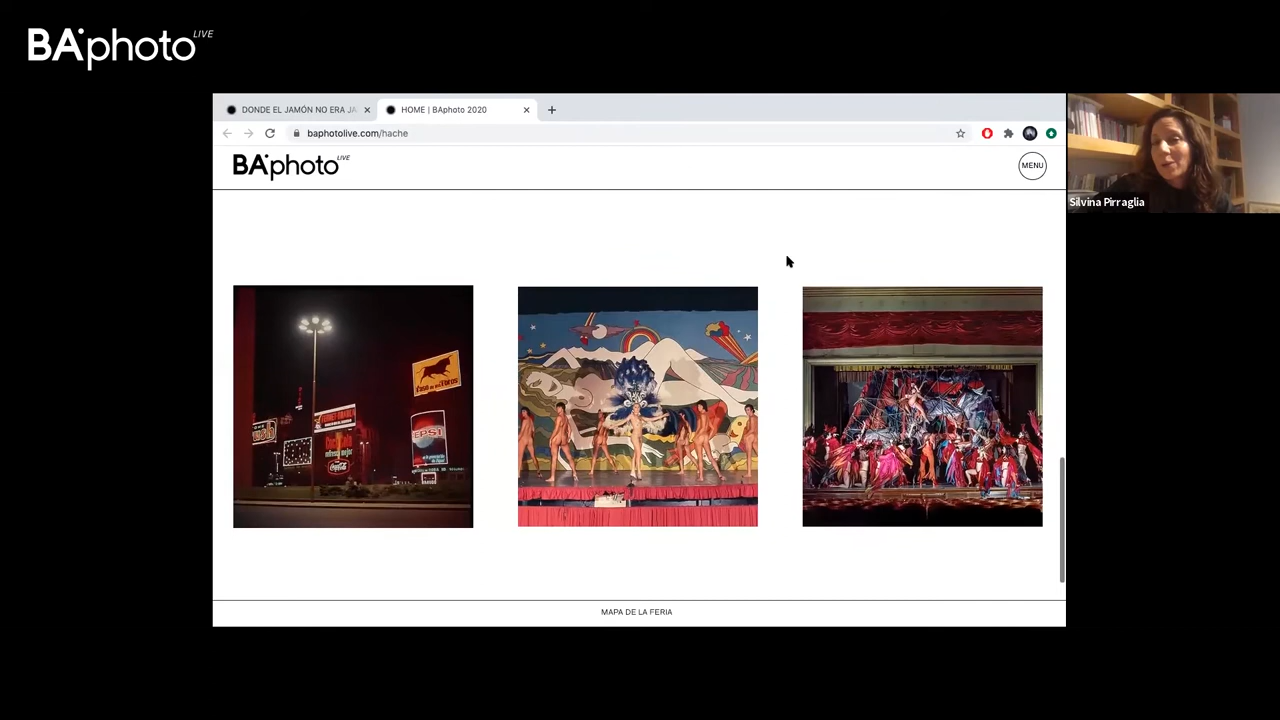 BAphoto LIVE
DONDE EL JAMÓN NO ERA JA
HOME | BAphoto 2020
baphotolive.com/hache
BAphoto LIVE
MENU
Silvina Pirraglia
PEPSI
Coca-Cola
MAPA DE LA FERIA